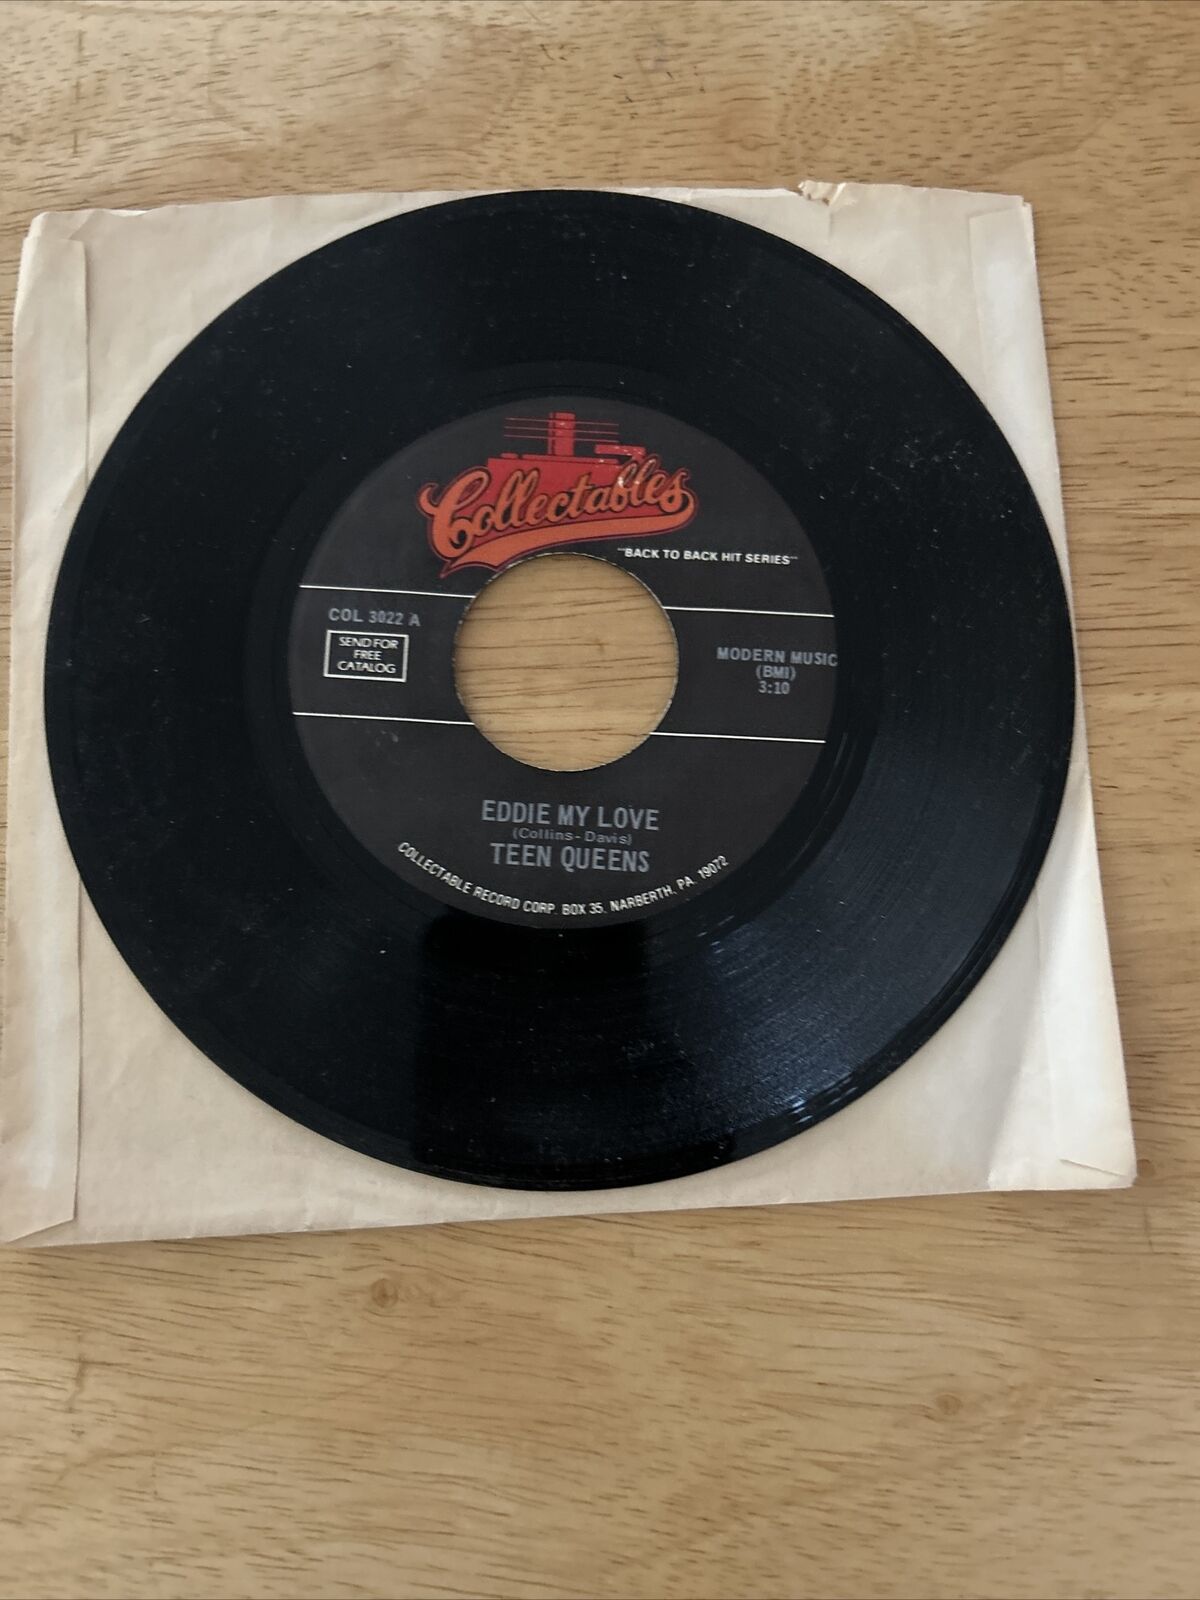 Collectables
"BACK TO BACK HIT SERIES"
COL 3022 A
SEND FOR
FREE
CATALOG
MODERN MUSIC
(BMI)
3:10
EDDIE MY LOVE
(Collins-Davis)
TEEN QUEENS
COLLECTABLE RECORD CORP. BOX 35, NARBERTH, PA. 19072